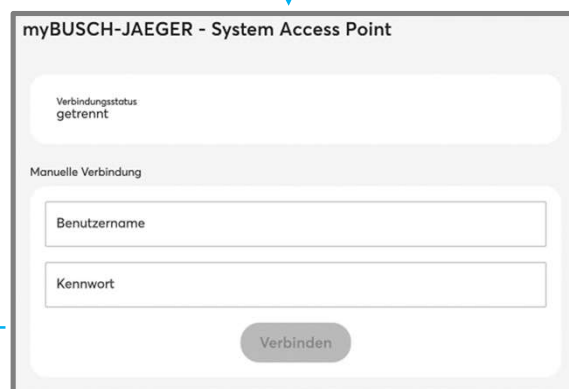 myBUSCH-JAEGER - System Access Point
Verbindungsstatus
getrennt
Manuelle Verbindung
Benutzername
Kennwort
Verbinden